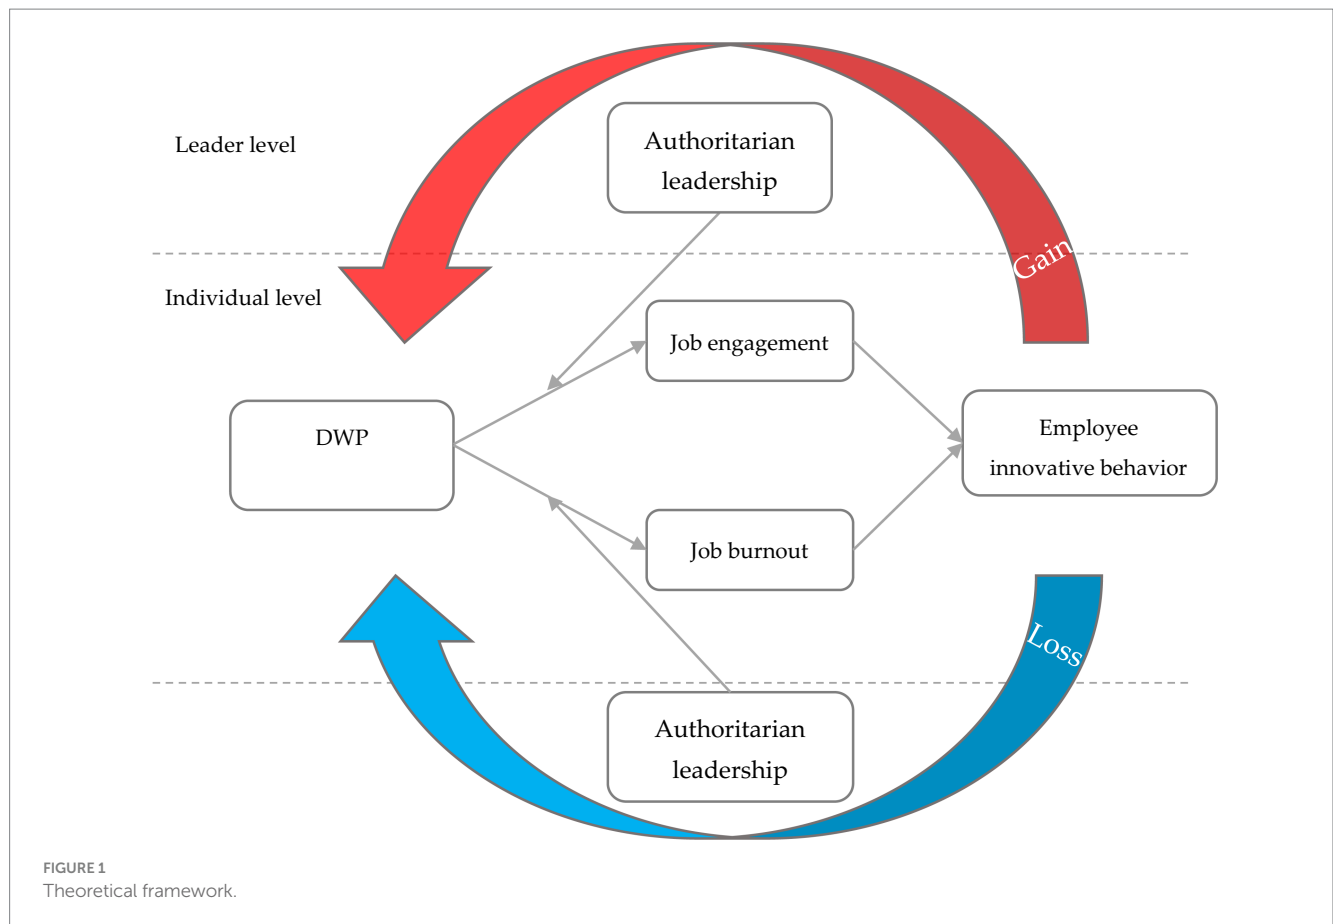 Leader level
Authoritarian
leadership
Gain
Individual level
Job engagement
DWP
Employee
innovative behavior
Job burnout
Loss
Authoritarian
leadership
FIGURE 1
Theoretical framework.